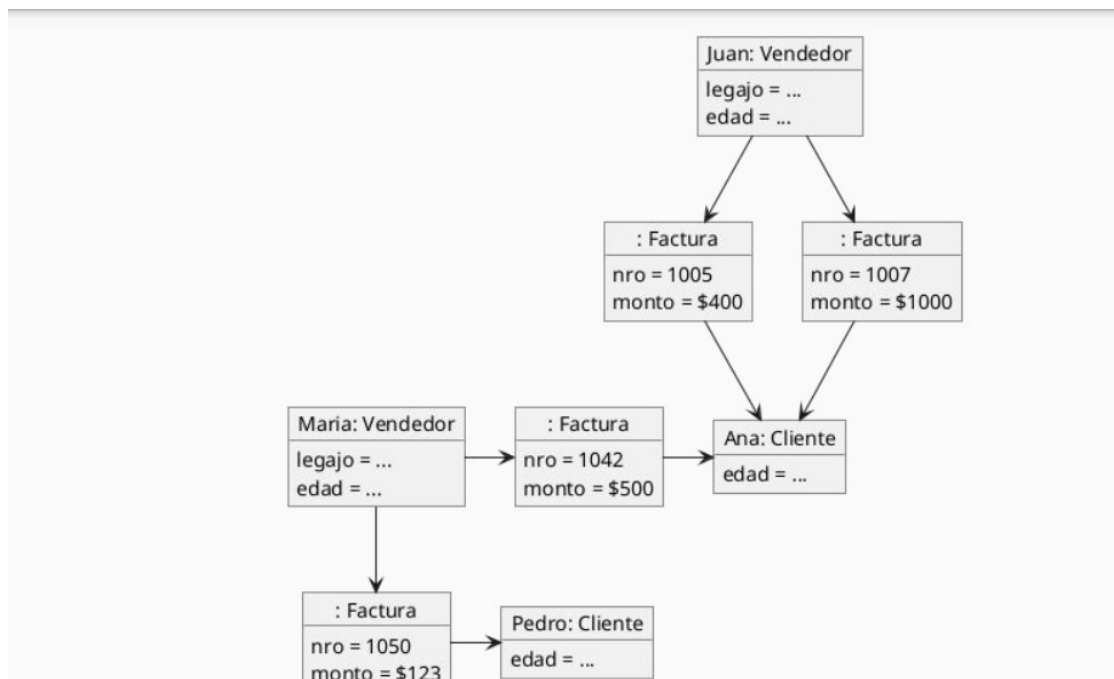 Juan: Vendedor
legajo = ...
edad = ...
: Factura
nro = 1005
monto = $400
: Factura
nro = 1007
monto = $1000
Maria: Vendedor
legajo = ...
edad = ...
: Factura
nro = 1042
monto = $500
Ana: Cliente
edad = ...
: Factura
nro = 1050
monto = $123
Pedro: Cliente
edad = ...